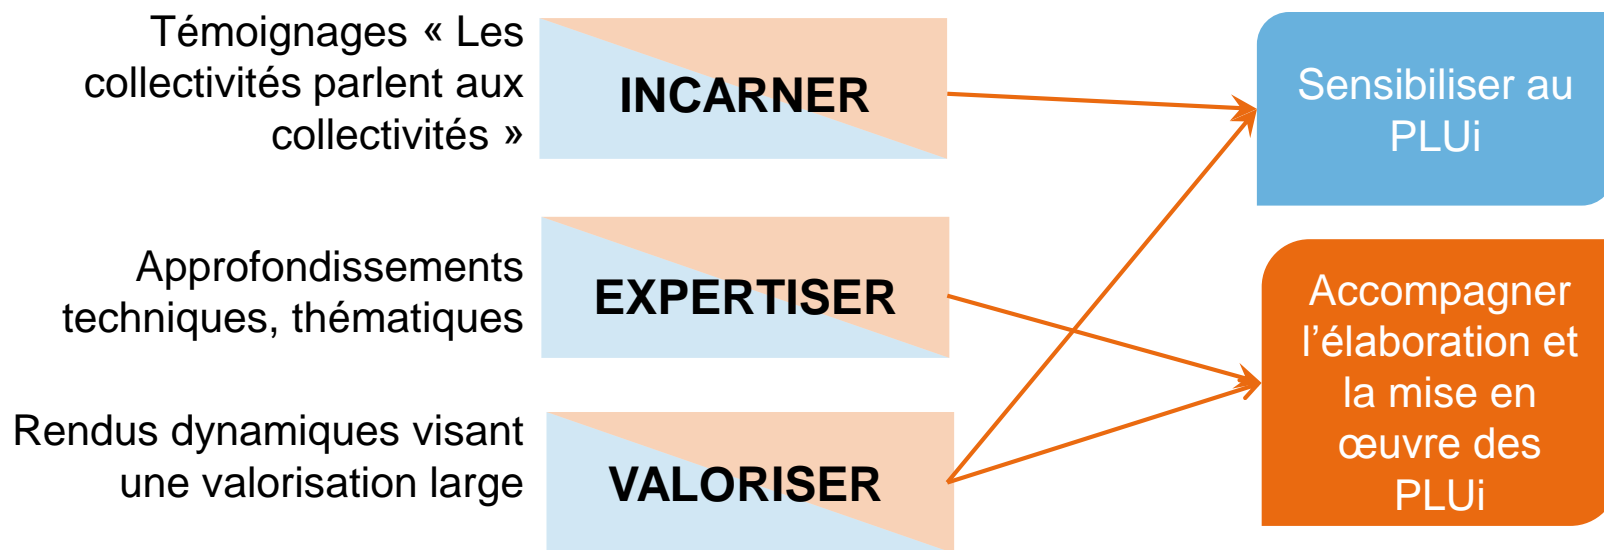 Témoignages « Les
collectivités parlent aux
collectivités »
INCARNER
Sensibiliser au
PLUi
Approfondissements
techniques, thématiques
EXPERTISER
Accompagner
l’élaboration et
la mise en
œuvre des
PLUi
Rendus dynamiques visant
une valorisation large
VALORISER